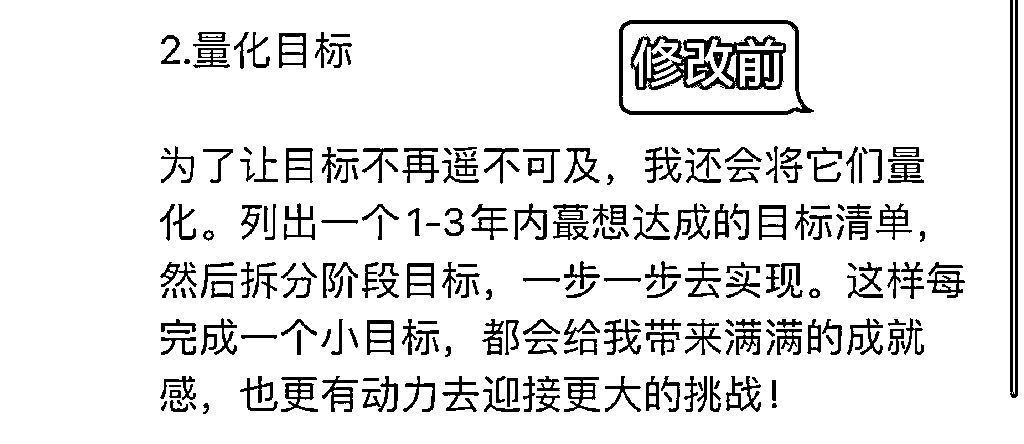 2.量化目标
修改前
为了让目标不再遥不可及，我还会将它们量
化。列出一个1-3年内最想达成的目标清单，
然后拆分阶段目标，一步一步去实现。这样每
完成一个小目标，都会给我带来满满的成就
感，也更有动力去迎接更大的挑战！